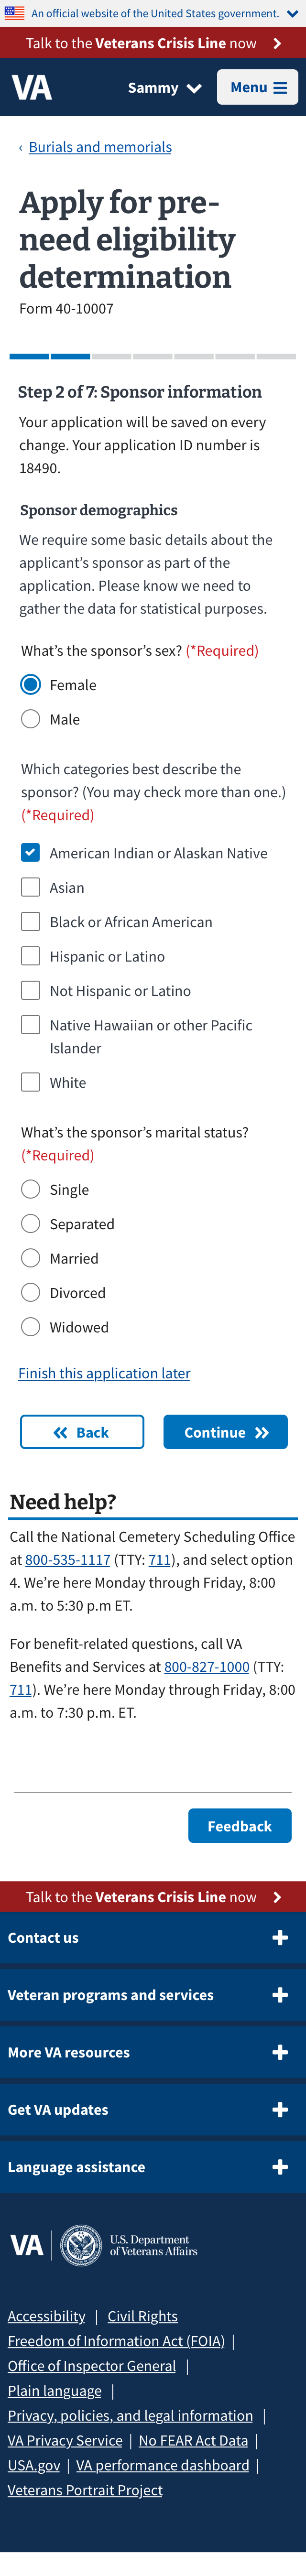 An official website of the United States government.
Talk to the Veterans Crisis Line now
VA
Sammy
Menu
‹ Burials and memorials
Apply for pre-
need eligibility
determination
Form 40-10007
Step 2 of 7: Sponsor information
Your application will be saved on every
change. Your application ID number is
18490.
Sponsor demographics
We require some basic details about the
applicant’s sponsor as part of the
application. Please know we need to
gather the data for statistical purposes.
What’s the sponsor’s sex? (*Required)
Female
Male
Which categories best describe the
sponsor? (You may check more than one.)
(*Required)
American Indian or Alaskan Native
Asian
Black or African American
Hispanic or Latino
Not Hispanic or Latino
Native Hawaiian or other Pacific
Islander
White
What’s the sponsor’s marital status?
(*Required)
Single
Separated
Married
Divorced
Widowed
Finish this application later
Back
Continue
Need help?
Call the National Cemetery Scheduling Office
at 800-535-1117 (TTY: 711), and select option
4. We’re here Monday through Friday, 8:00
a.m. to 5:30 p.m ET.
For benefit-related questions, call VA
Benefits and Services at 800-827-1000 (TTY:
711). We’re here Monday through Friday, 8:00
a.m. to 7:30 p.m. ET.
Feedback
Talk to the Veterans Crisis Line now
Contact us
Veteran programs and services
More VA resources
Get VA updates
Language assistance
VA | U.S. Department
of Veterans Affairs
Accessibility | Civil Rights
Freedom of Information Act (FOIA) |
Office of Inspector General |
Plain language |
Privacy, policies, and legal information |
VA Privacy Service | No FEAR Act Data |
USA.gov | VA performance dashboard |
Veterans Portrait Project